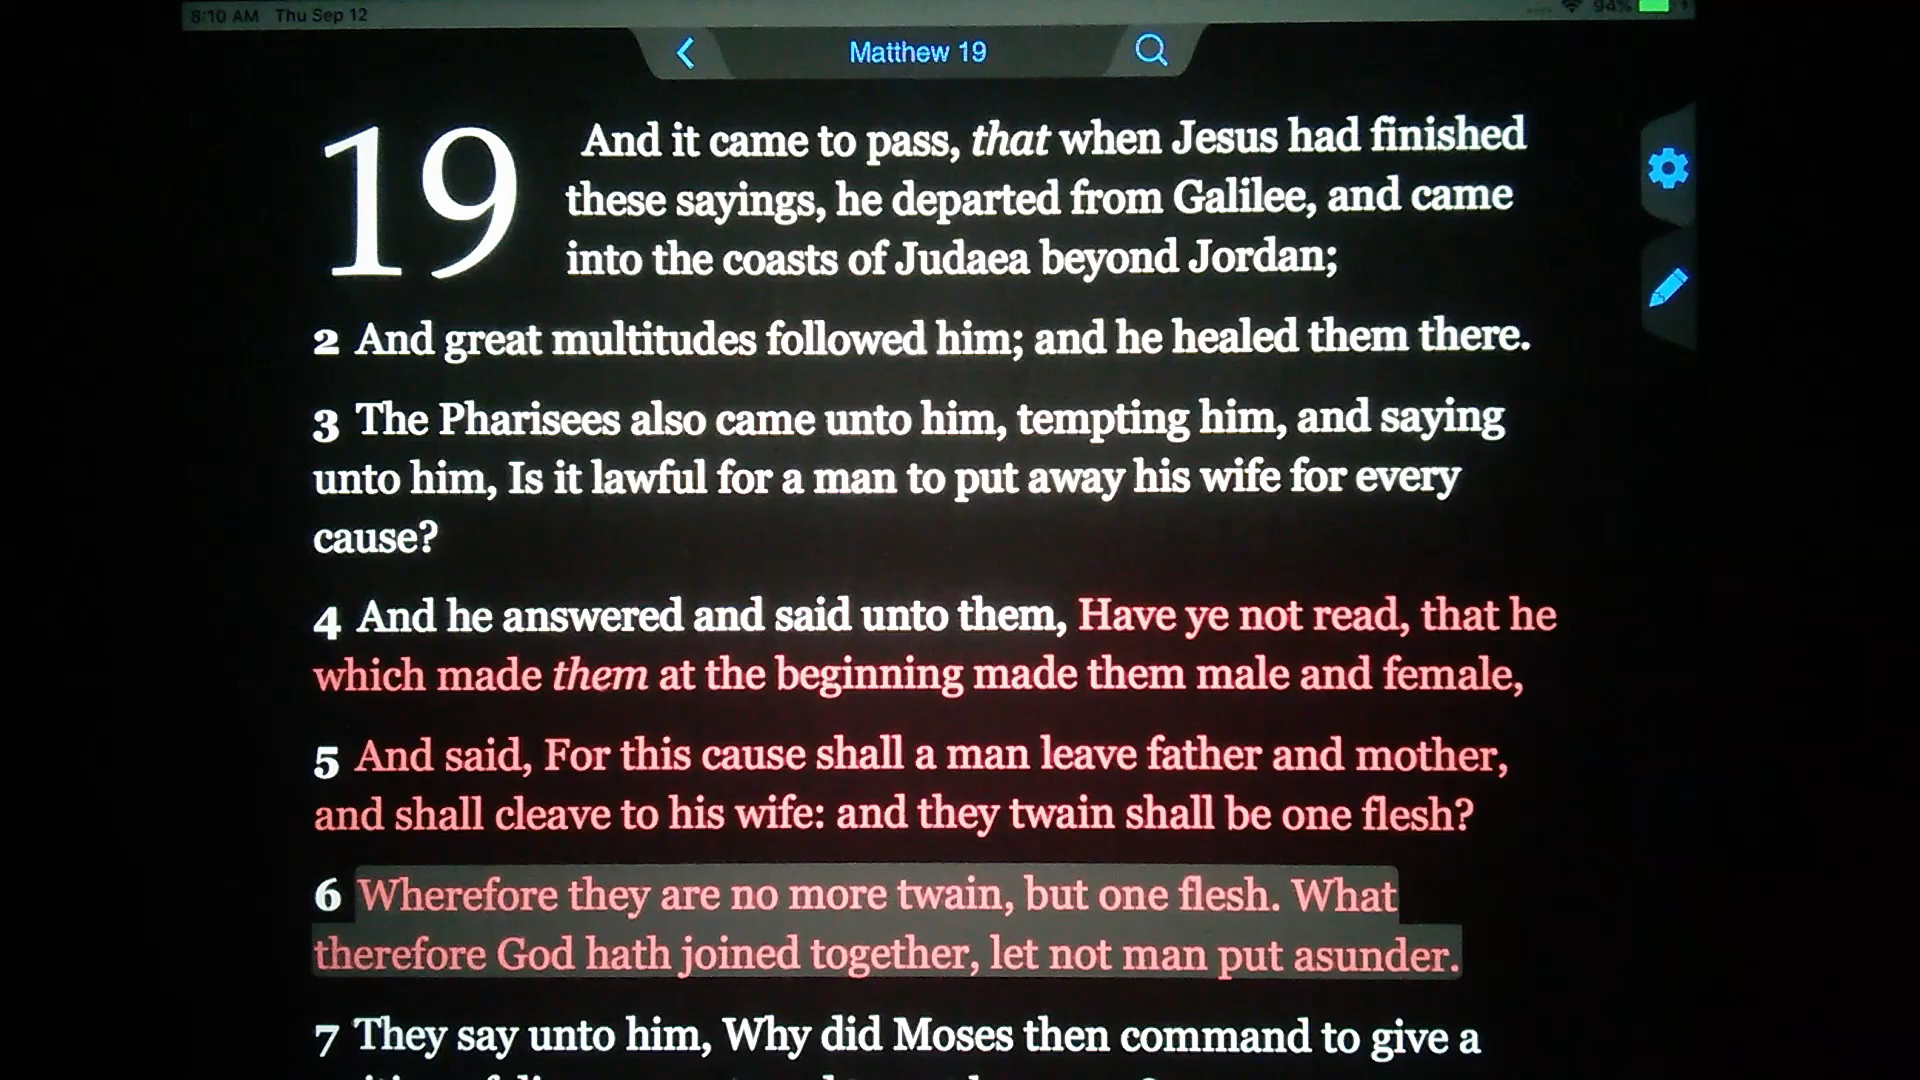 8:10 AM Thu Sep 12
94%
Matthew 19
19 And it came to pass, that when Jesus had finished
these sayings, he departed from Galilee, and came
into the coasts of Judaea beyond Jordan;
2 And great multitudes followed him; and he healed them there.
3 The Pharisees also came unto him, tempting him, and saying
unto him, Is it lawful for a man to put away his wife for every
cause?
4 And he answered and said unto them, Have ye not read, that he
which made them at the beginning made them male and female,
5 And said, For this cause shall a man leave father and mother,
and shall cleave to his wife: and they twain shall be one flesh?
6 Wherefore they are no more twain, but one flesh. What
therefore God hath joined together, let not man put asunder.
7 They say unto him, Why did Moses then command to give a